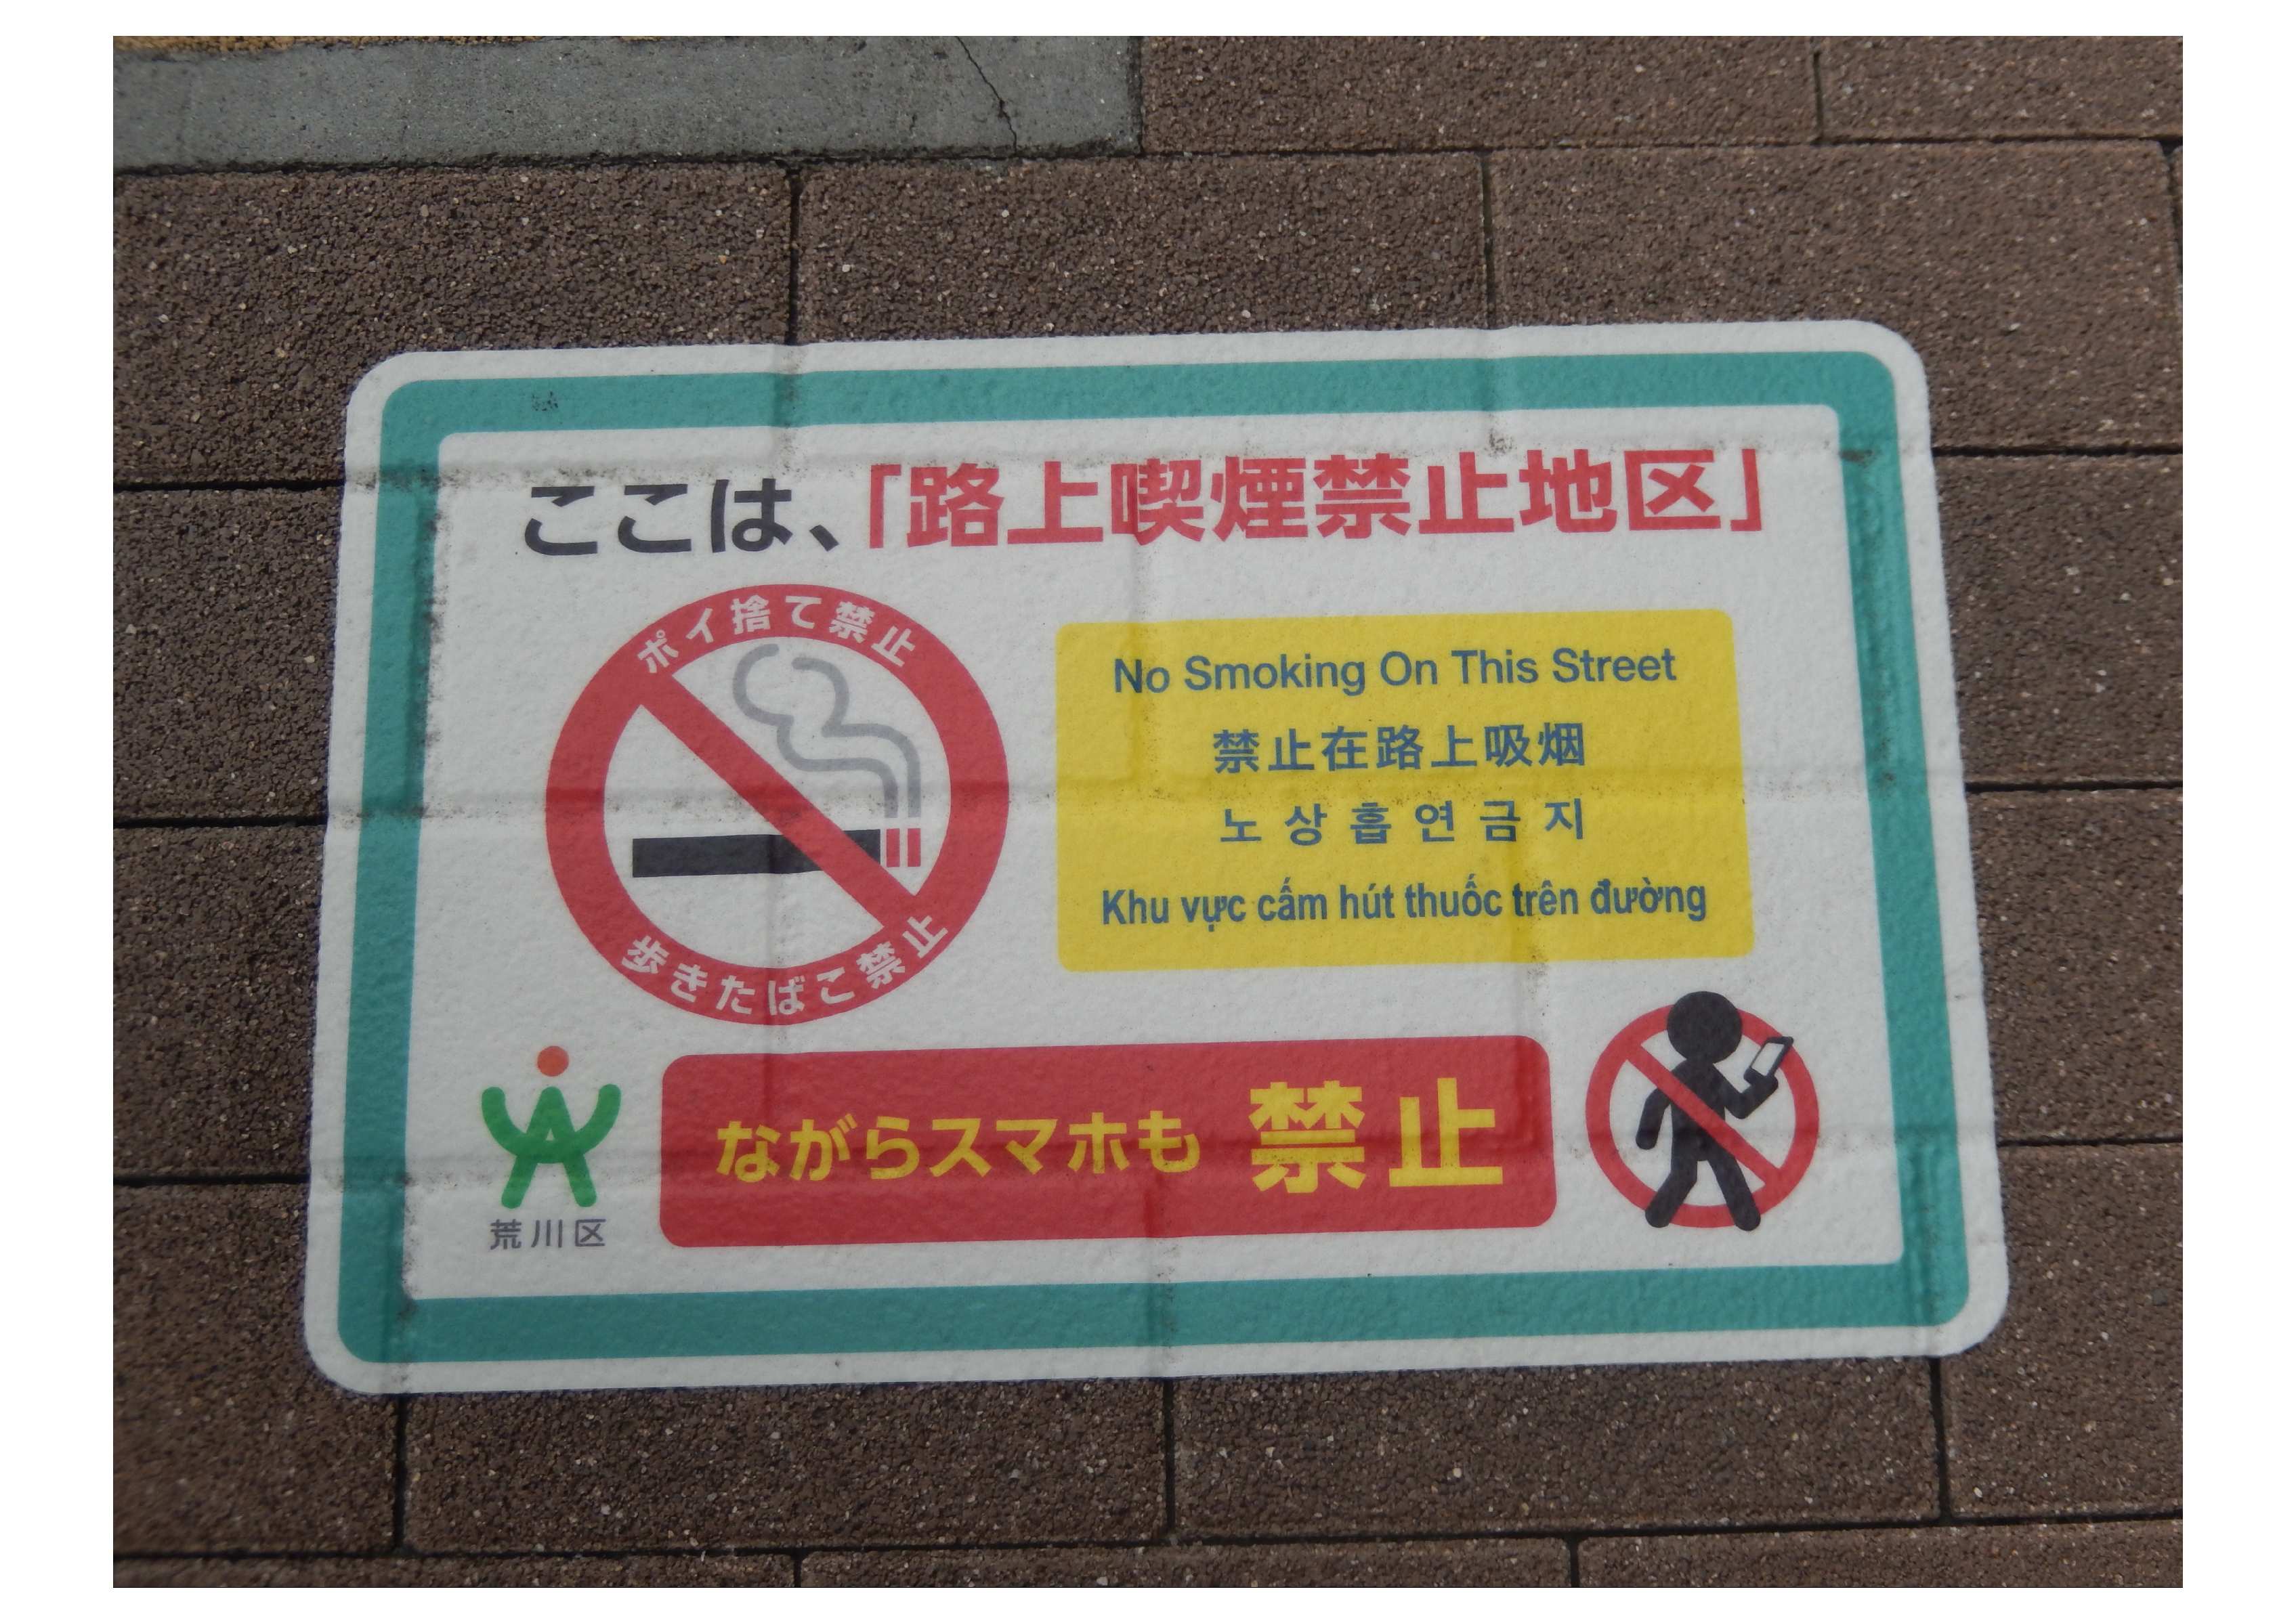 ここは、「路上喫煙禁止地区」
ポイ捨て禁止
歩きたばこ禁止
No Smoking On This Street
禁止在路上吸烟
노상흡연금지
Khu vực cấm hút thuốc trên đường
荒川区
ながらスマホも 禁止